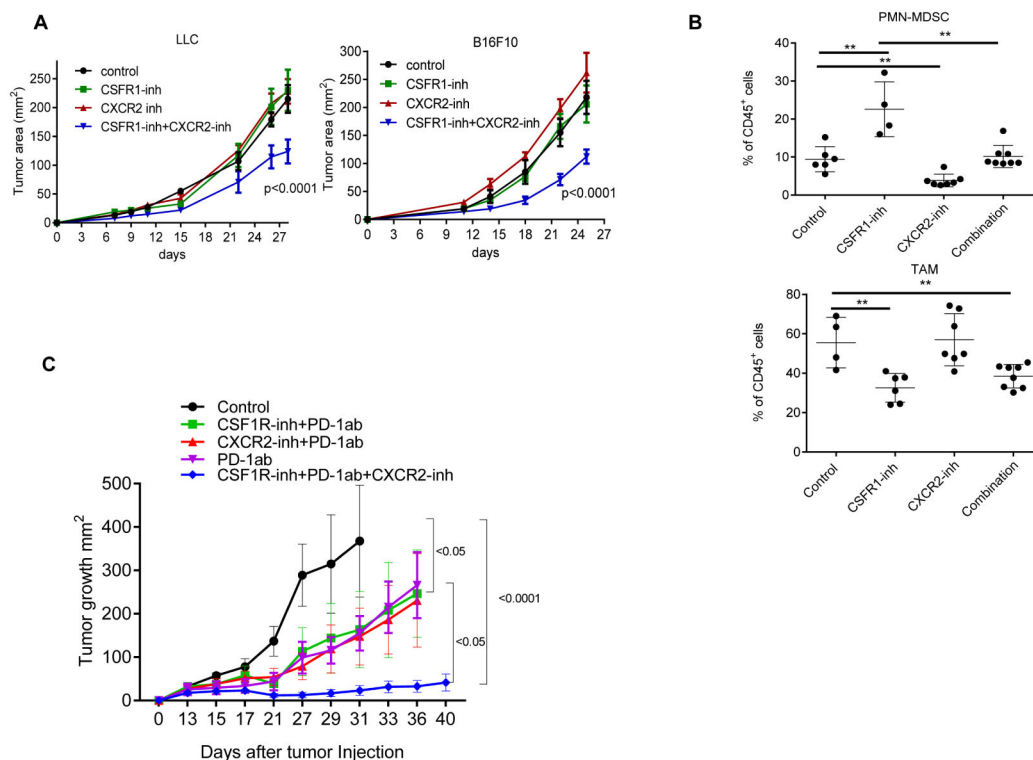 A
LLC
control
CSFR1-inh
CXCR2 inh
CSFR1-inh+CXCR2-inh
Tumor area (mm²)
250
200
150
100
50
0
p<0.0001
0 3 6 9 12 15 18 21 24 27
days
B16F10
control
CSFR1-inh
CXCR2 inh
CSFR1-inh+CXCR2-inh
Tumor area (mm²)
300
250
200
150
100
50
0
p<0.0001
0 3 6 9 12 15 18 21 24 27
days
B
PMN-MDSC
% of CD45⁺ cells
40
30
20
10
0
**
**
**
Control
CSFR1-inh
CXCR2-inh
Combination
TAM
% of CD45⁺ cells
80
60
40
20
0
**
**
Control
CSFR1-inh
CXCR2-inh
Combination
C
Control
CSF1R-inh+PD-1ab
CXCR2-inh+PD-1ab
PD-1ab
CSF1R-inh+PD-1ab+CXCR2-inh
Tumor growth mm²
500
400
300
200
100
0
<0.05
<0.0001
<0.05
0 13 15 17 21 27 29 31 33 36 40
Days after tumor Injection